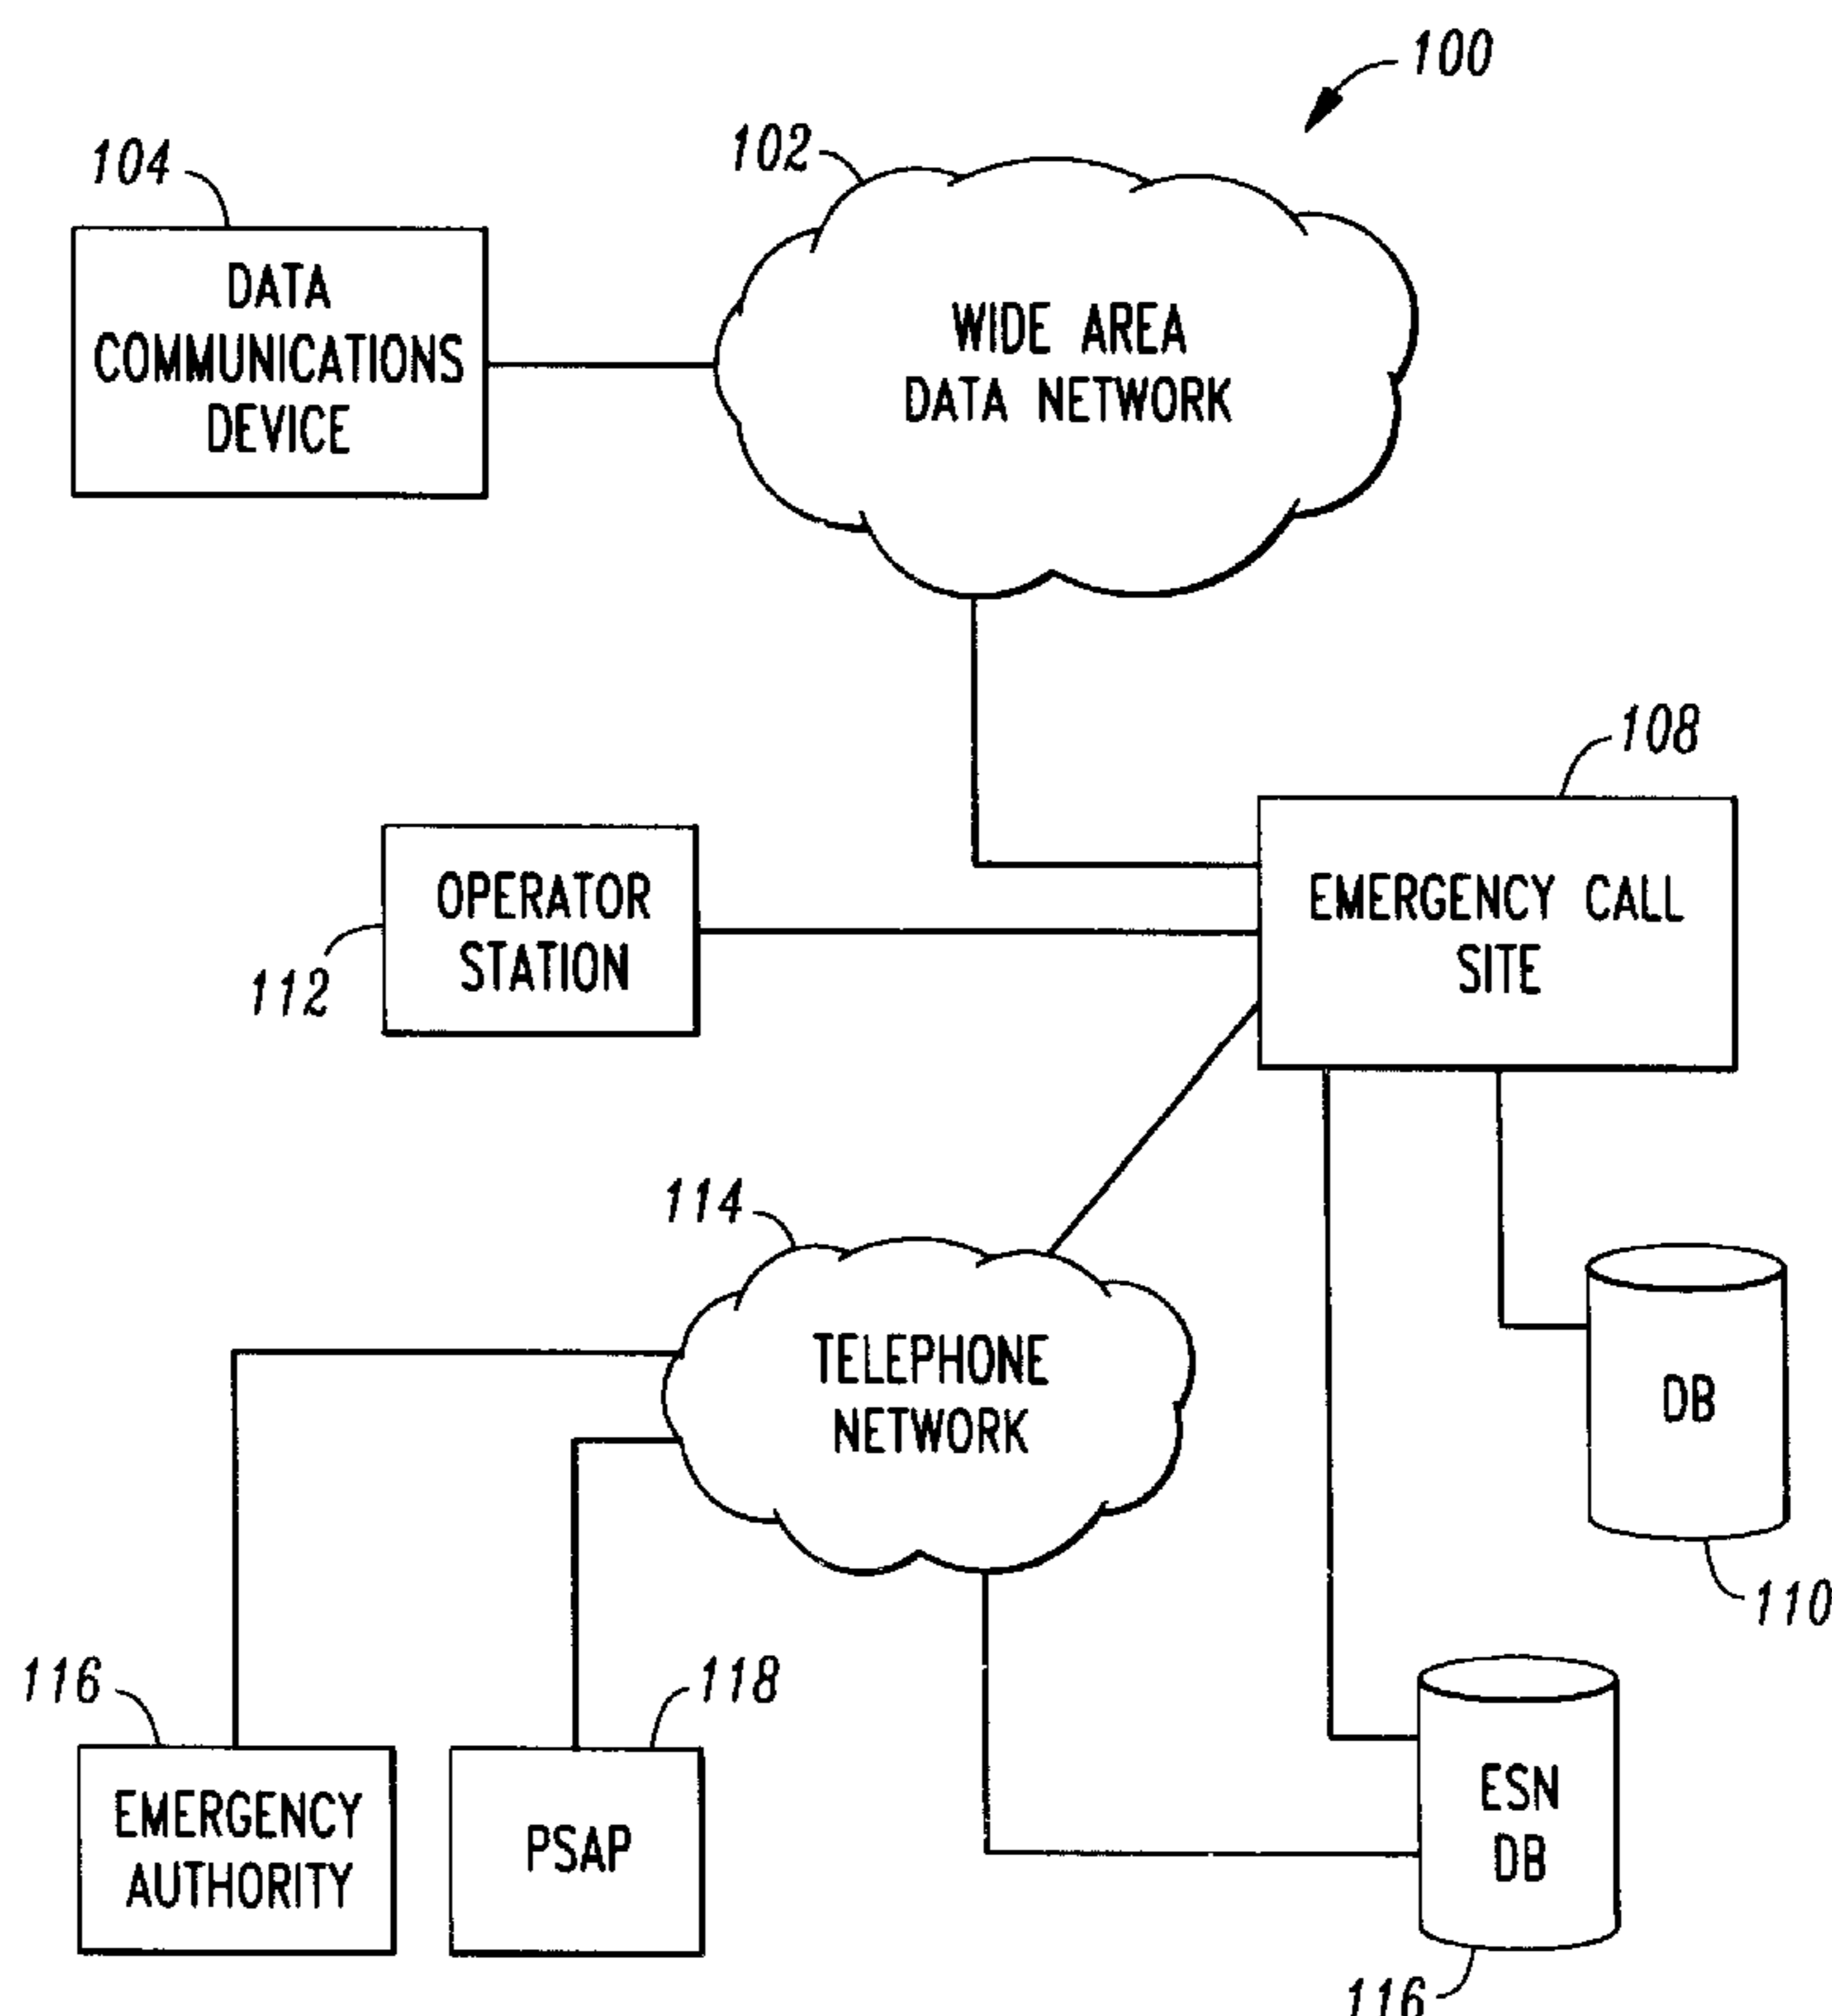 100
102
104
DATA
COMMUNICATIONS
DEVICE
WIDE AREA
DATA NETWORK
108
OPERATOR
STATION
112
EMERGENCY CALL
SITE
114
TELEPHONE
NETWORK
DB
110
116
118
EMERGENCY
AUTHORITY
PSAP
ESN
DB
116